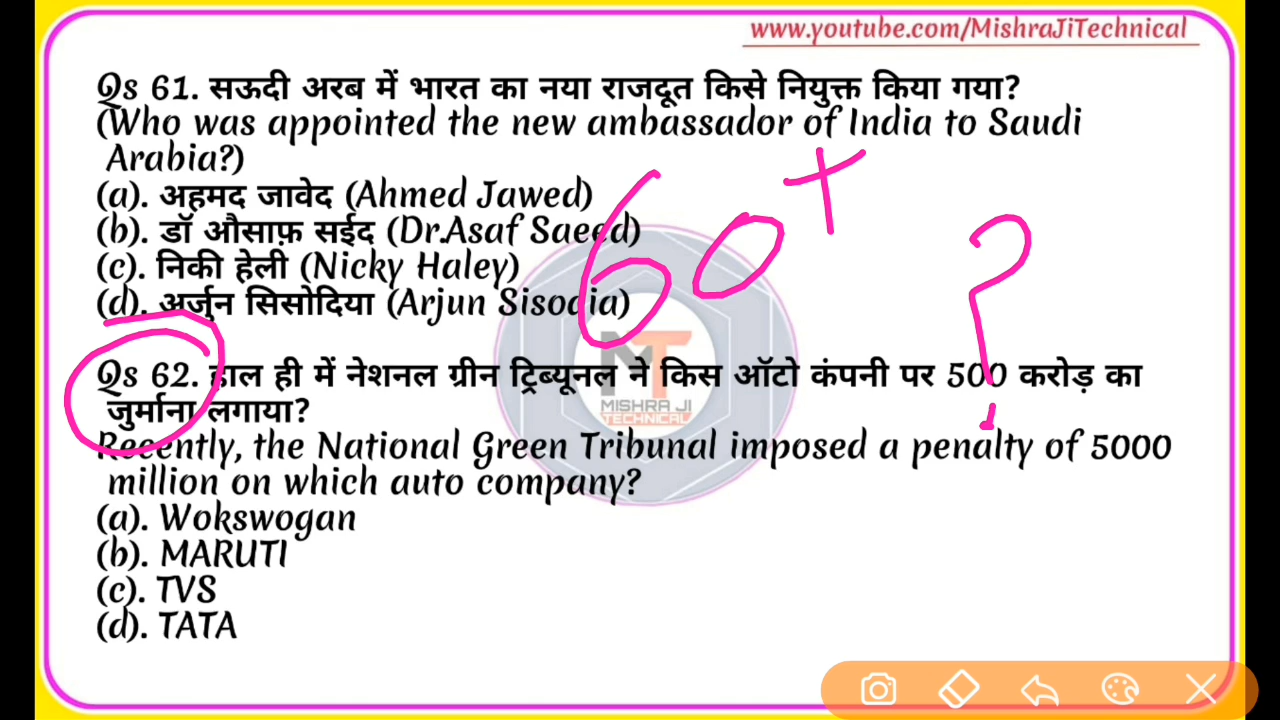 www.youtube.com/MishraJiTechnical
Qs 61. सऊदी अरब में भारत का नया राजदूत किसे नियुक्त किया गया?
(Who was appointed the new ambassador of India to Saudi
Arabia?)
(a). अहमद जावेद (Ahmed Jawed)
(b). डॉ औसाफ़ सईद (Dr.Asaf Saeed)
(c). निकी हेली (Nicky Haley)
(d). अर्जुन सिसोदिया (Arjun Sisodia)
60+ ?
Qs 62. हाल ही में नेशनल ग्रीन ट्रिब्यूनल ने किस ऑटो कंपनी पर 500 करोड़ का
जुर्माना लगाया?
MT
MISHRA JI
TECHNICAL
Recently, the National Green Tribunal imposed a penalty of 5000
million on which auto company?
(a). Wokswogan
(b). MARUTI
(c). TVS
(d). TATA